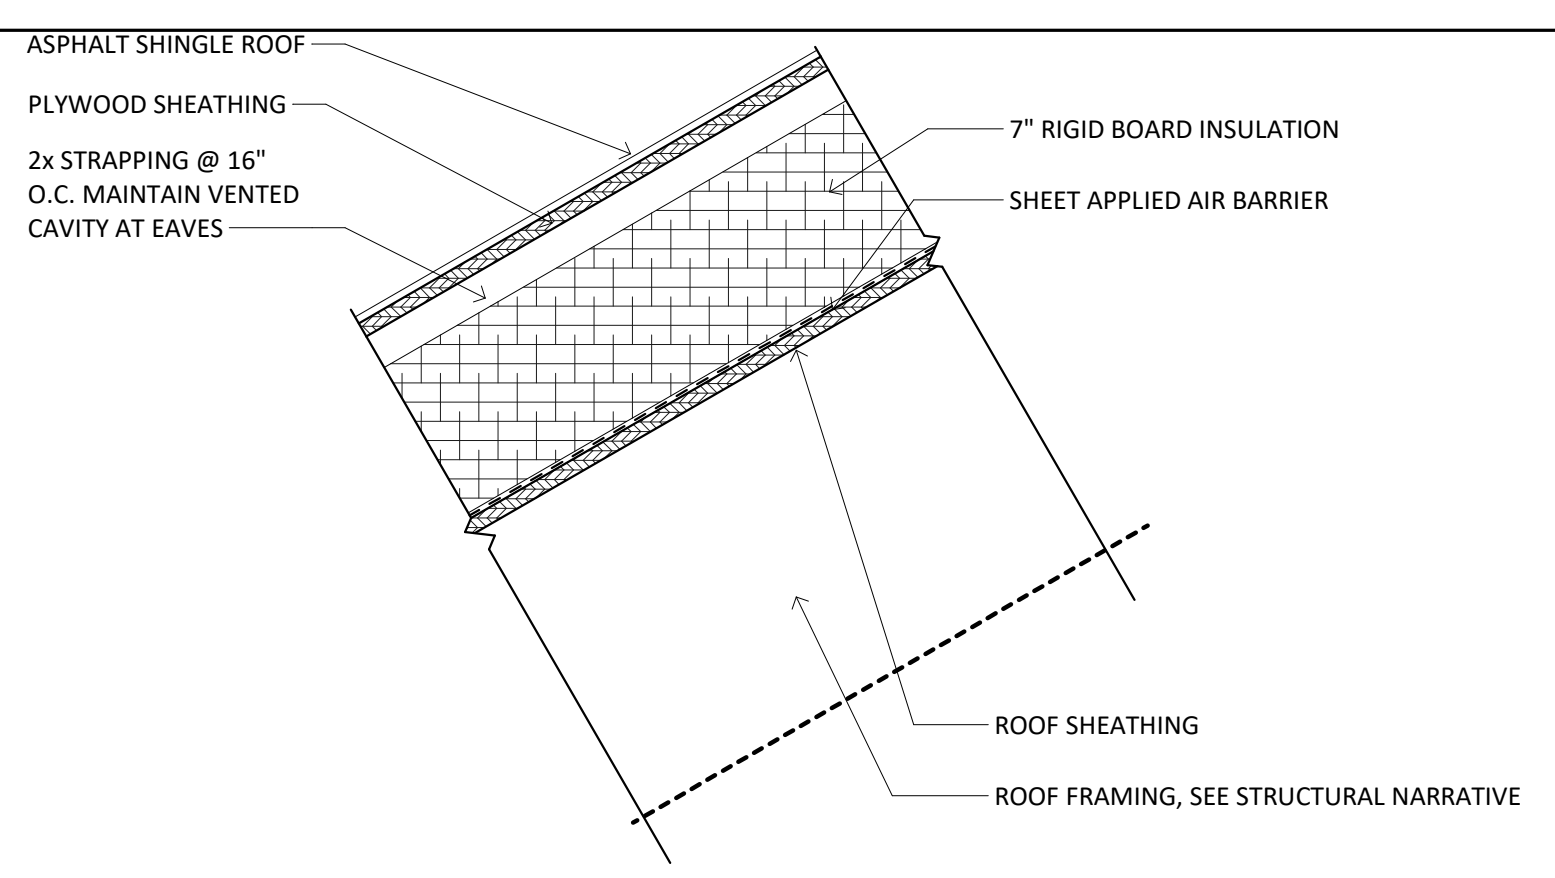 ASPHALT SHINGLE ROOF
PLYWOOD SHEATHING
2x STRAPPING @ 16"
O.C. MAINTAIN VENTED
CAVITY AT EAVES
7" RIGID BOARD INSULATION
SHEET APPLIED AIR BARRIER
ROOF SHEATHING
ROOF FRAMING, SEE STRUCTURAL NARRATIVE